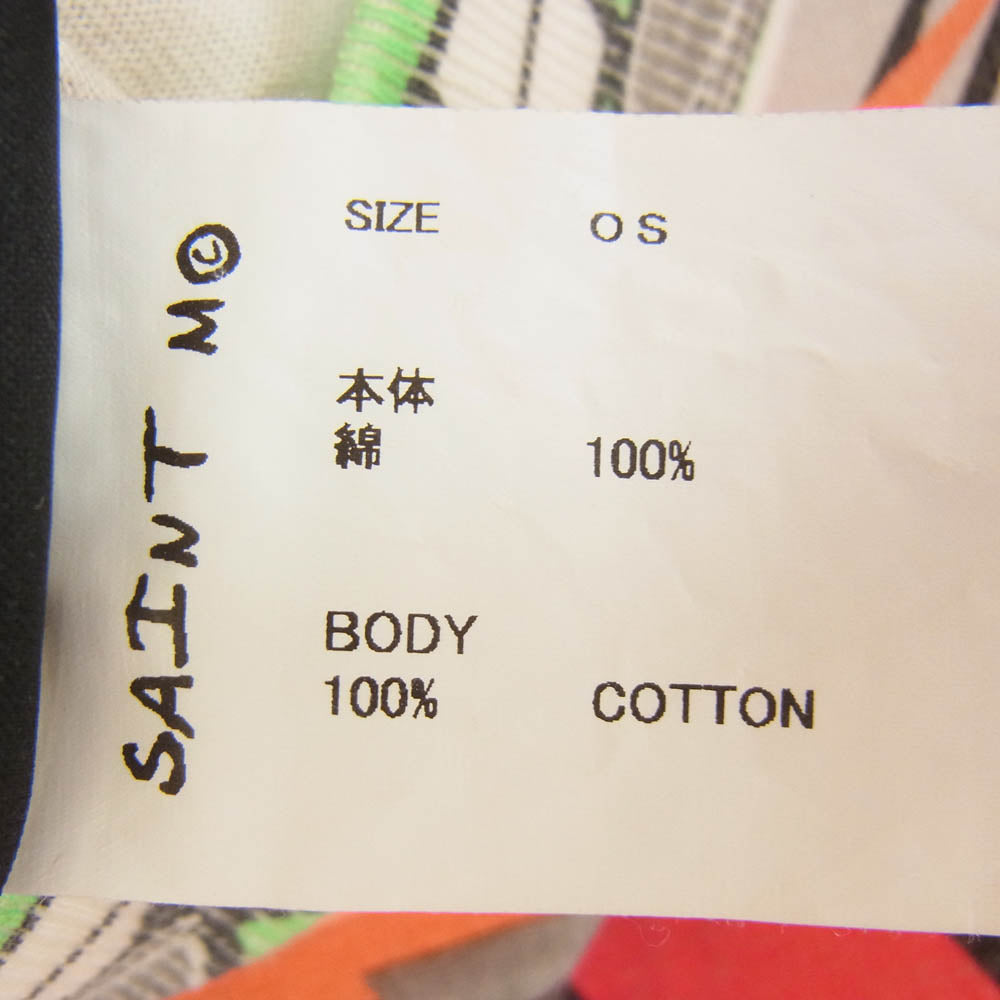 SAINT M©
SIZE OS
本体
綿 100%
BODY
100% COTTON